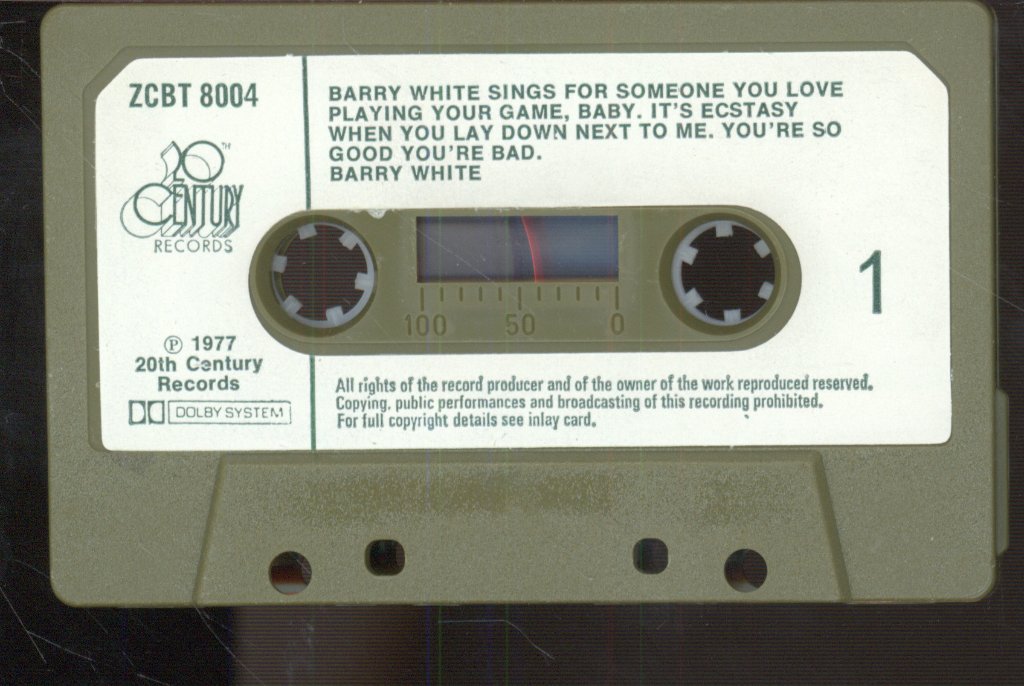 ZCBT 8004
20TH
CENTURY
RECORDS
℗ 1977
20th Century
Records
DOLBY SYSTEM
BARRY WHITE SINGS FOR SOMEONE YOU LOVE
PLAYING YOUR GAME, BABY. IT'S ECSTASY
WHEN YOU LAY DOWN NEXT TO ME. YOU'RE SO
GOOD YOU'RE BAD.
BARRY WHITE
100 50 0
1
All rights of the record producer and of the owner of the work reproduced reserved.
Copying, public performances and broadcasting of this recording prohibited.
For full copyright details see inlay card.